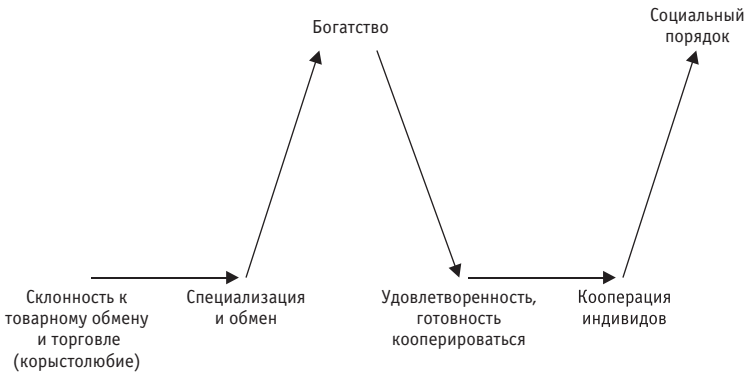 Богатство
Социальный
порядок
Склонность к
товарному обмену
и торговле
(корыстолюбие)
Специализация
и обмен
Удовлетворенность,
готовность
кооперироваться
Кооперация
индивидов